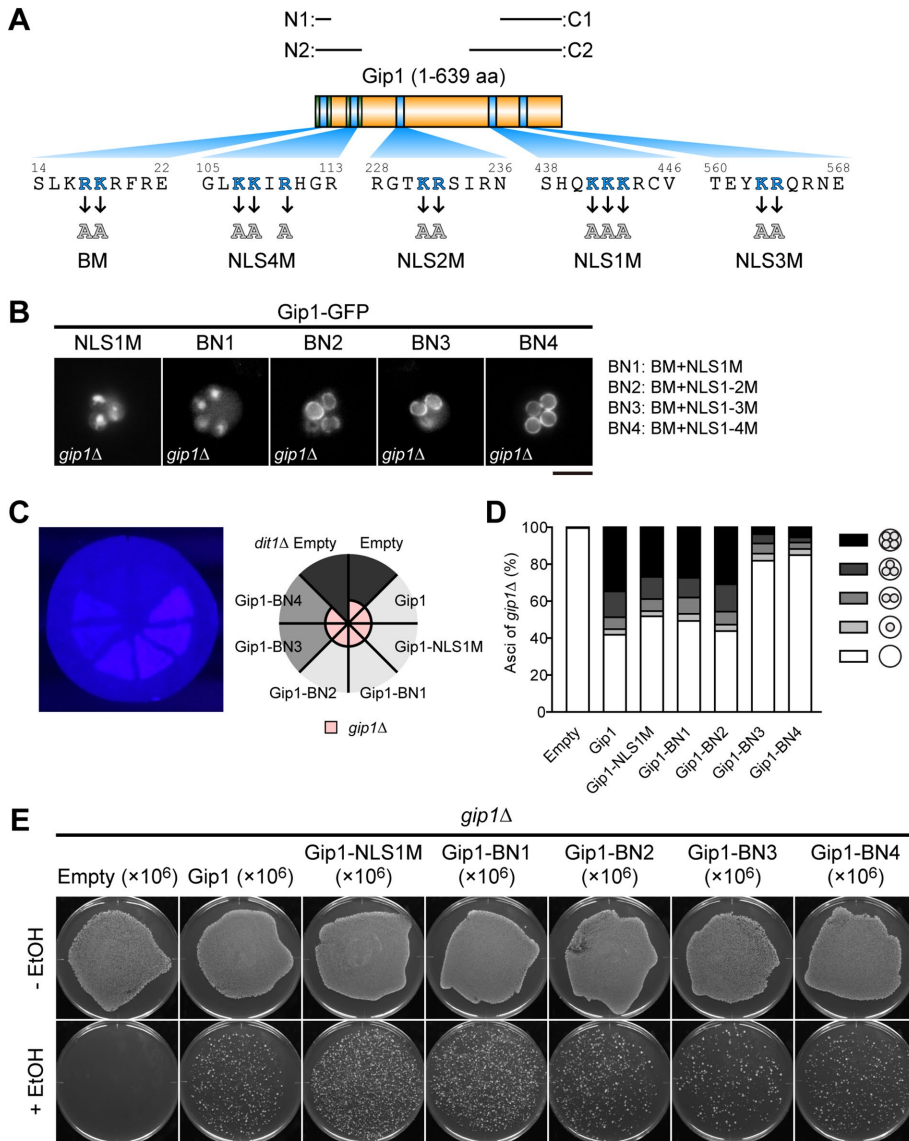 A
N1: :C1
N2: :C2
Gip1 (1-639 aa)
14 22 105 113 228 236 438 446 560 568
SLKRKRFRE GLKKIRHGR RGTKRSIRN SHQKKKRCV TEYKRQRNE
AA AA A AA AAA AA
BM NLS4M NLS2M NLS1M NLS3M
B
Gip1-GFP
NLS1M BN1 BN2 BN3 BN4
gip1Δ gip1Δ gip1Δ gip1Δ gip1Δ
BN1: BM+NLS1M
BN2: BM+NLS1-2M
BN3: BM+NLS1-3M
BN4: BM+NLS1-4M
C
dit1Δ Empty Empty
Gip1-BN4 Gip1
Gip1-BN3 Gip1-NLS1M
Gip1-BN2 Gip1-BN1
gip1Δ
D
Asci of gip1Δ (%)
100
80
60
40
20
0
Empty
Gip1
Gip1-NLS1M
Gip1-BN1
Gip1-BN2
Gip1-BN3
Gip1-BN4
E
gip1Δ
Gip1-NLS1M Gip1-BN1 Gip1-BN2 Gip1-BN3 Gip1-BN4
Empty (×10⁶) Gip1 (×10⁶) (×10⁶) (×10⁶) (×10⁶) (×10⁶) (×10⁶)
- EtOH
+ EtOH